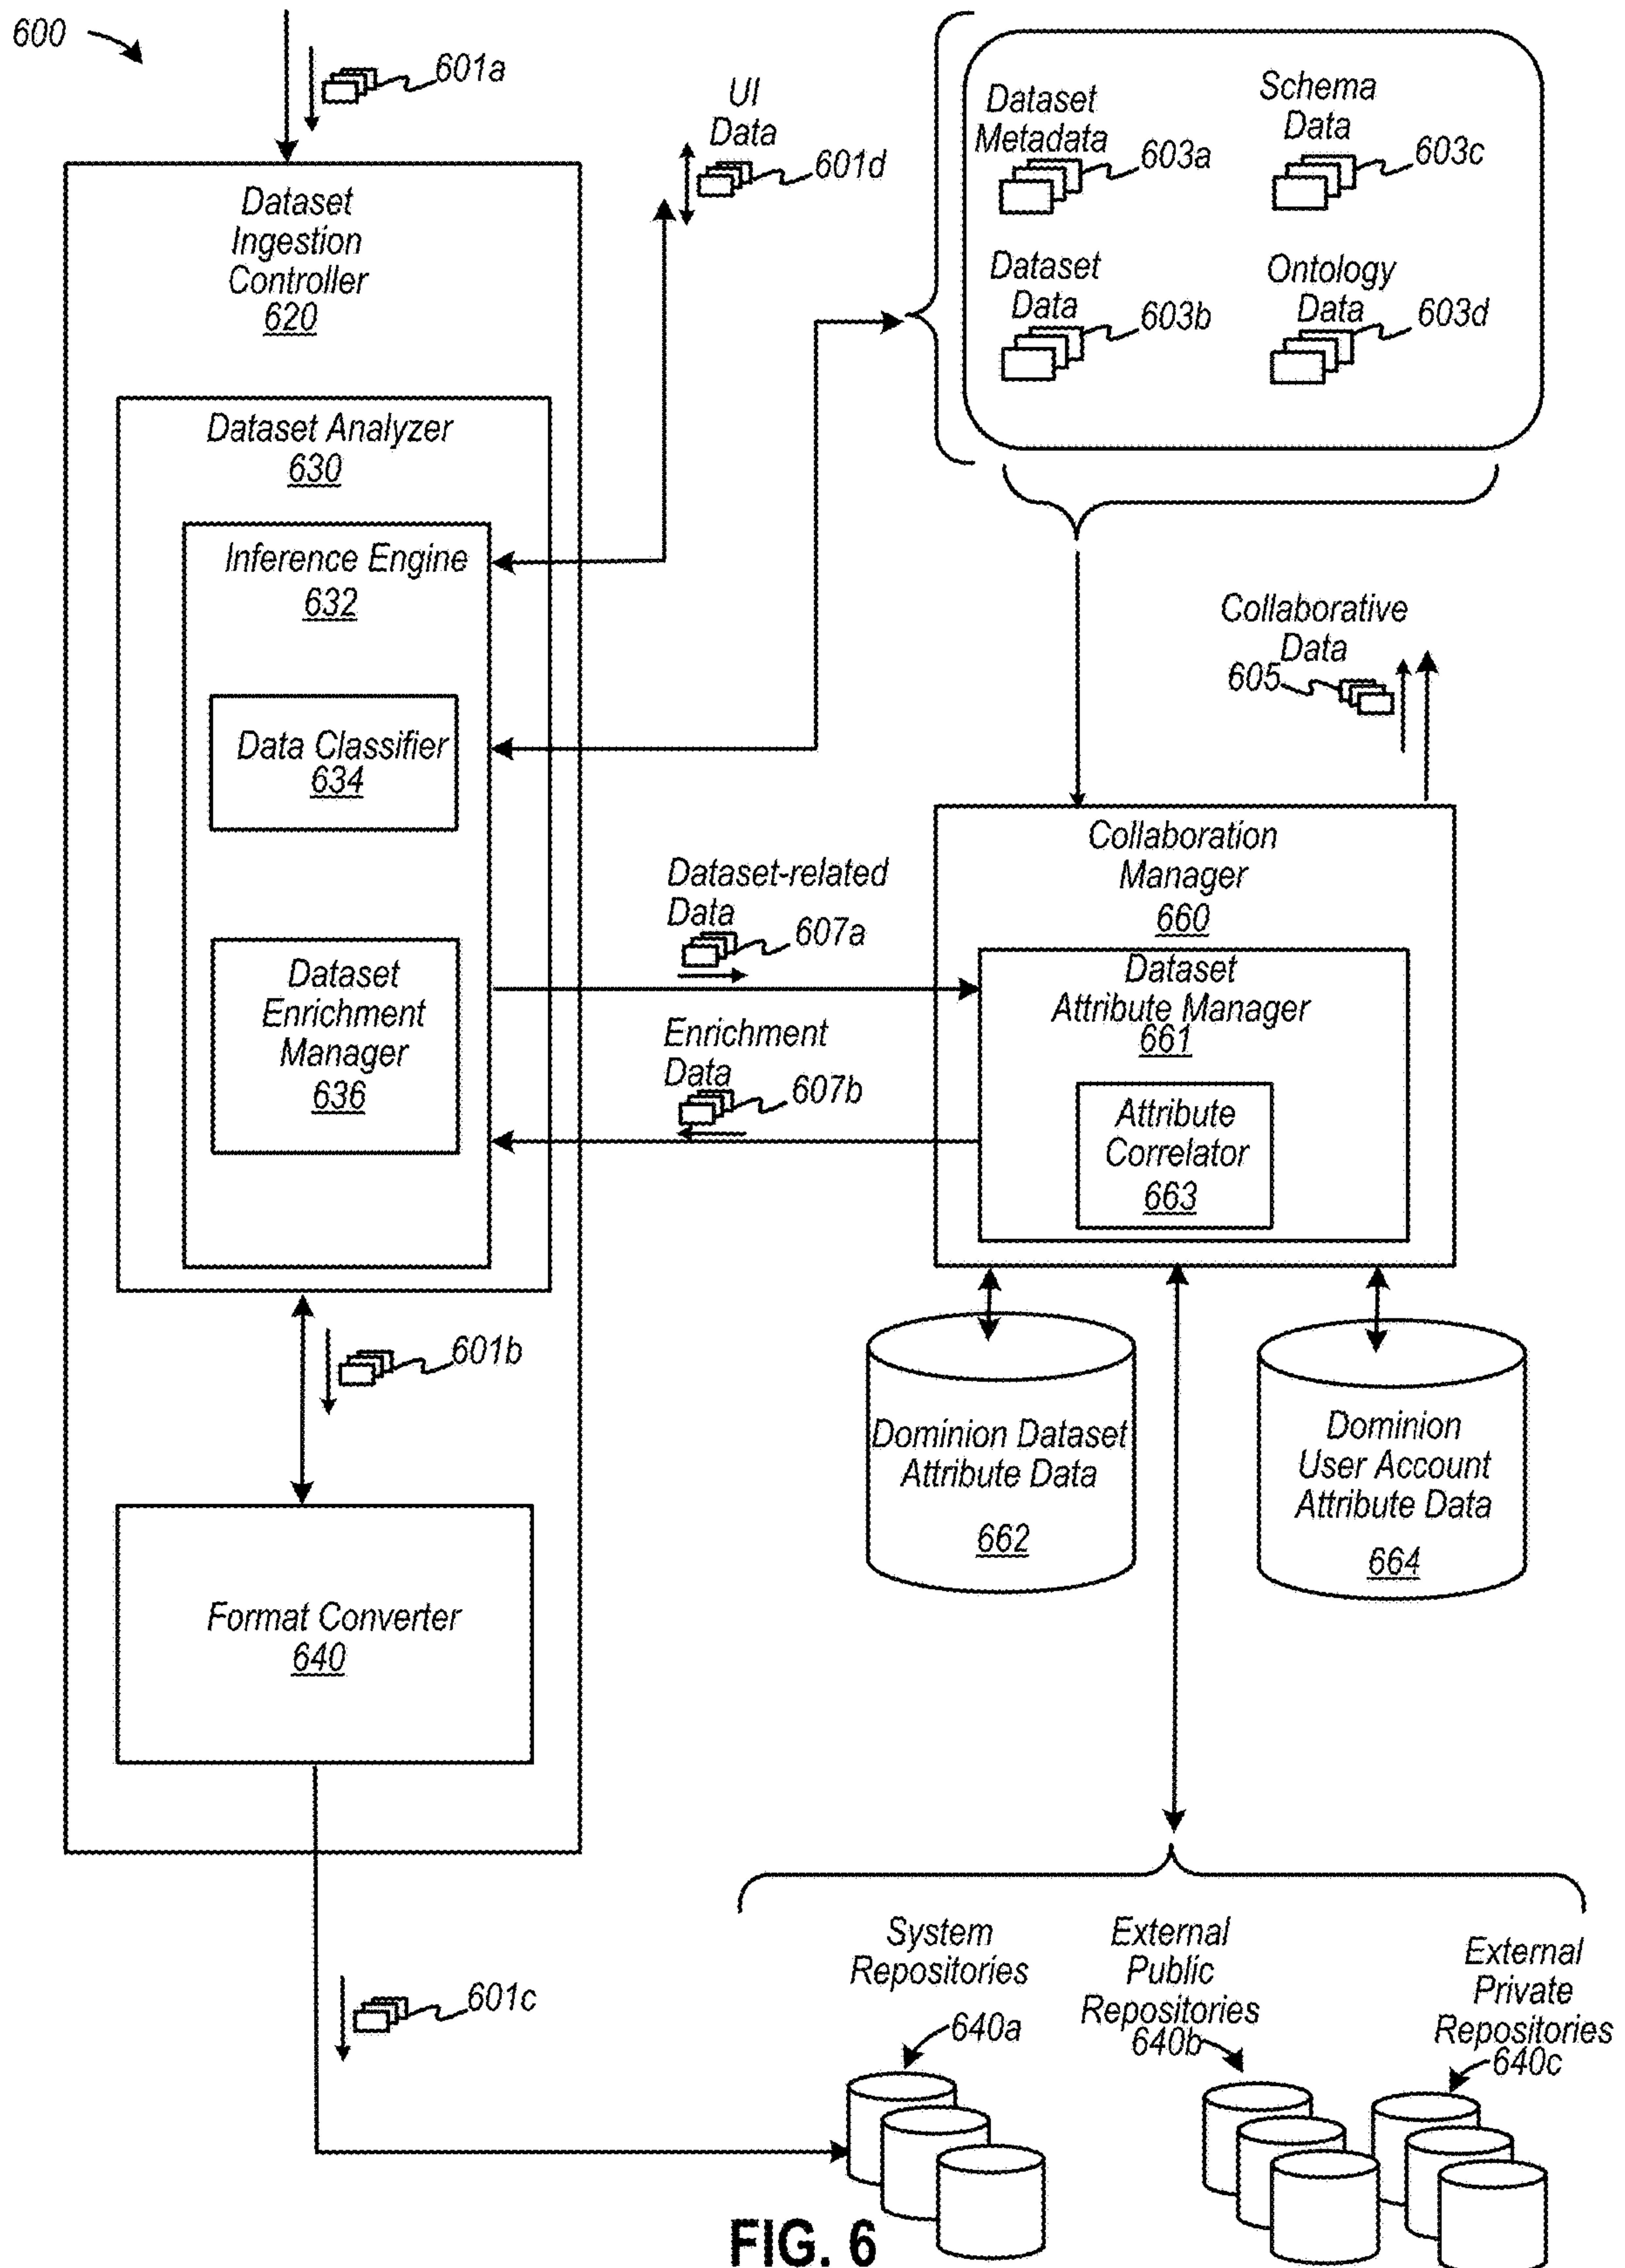 600
601a
UI
Data
601d
Dataset
Metadata
603a
Schema
Data
603c
Dataset
Data
603b
Ontology
Data
603d
Dataset
Ingestion
Controller
620
Dataset Analyzer
630
Inference Engine
632
Data Classifier
634
Dataset
Enrichment
Manager
636
Dataset-related
Data
607a
Enrichment
Data
607b
Collaborative
Data
605
Collaboration
Manager
660
Dataset
Attribute Manager
661
Attribute
Correlator
663
601b
Dominion Dataset
Attribute Data
662
Dominion
User Account
Attribute Data
664
Format Converter
640
601c
System
Repositories
640a
External
Public
Repositories
640b
External
Private
Repositories
640c
FIG. 6